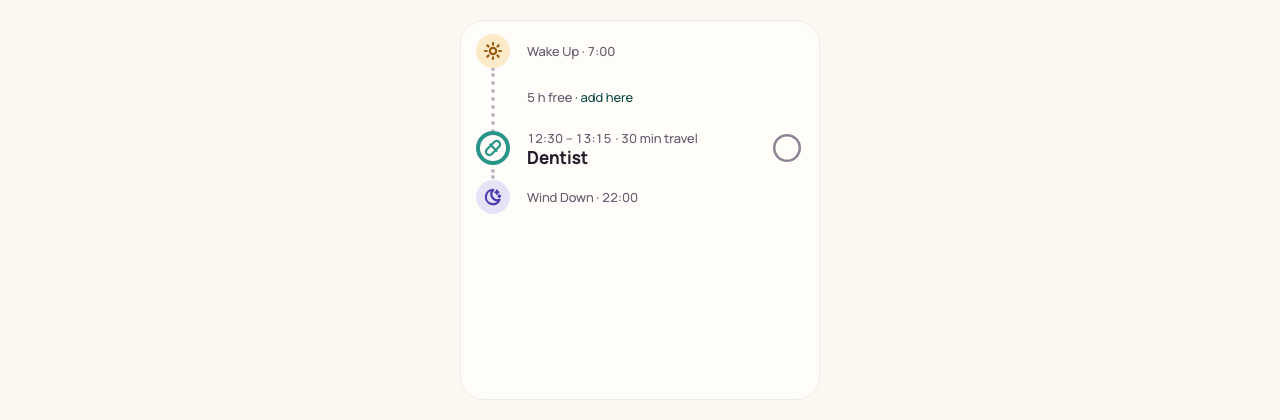 Wake Up · 7:00
5 h free · add here
12:30 – 13:15 · 30 min travel
Dentist
Wind Down · 22:00